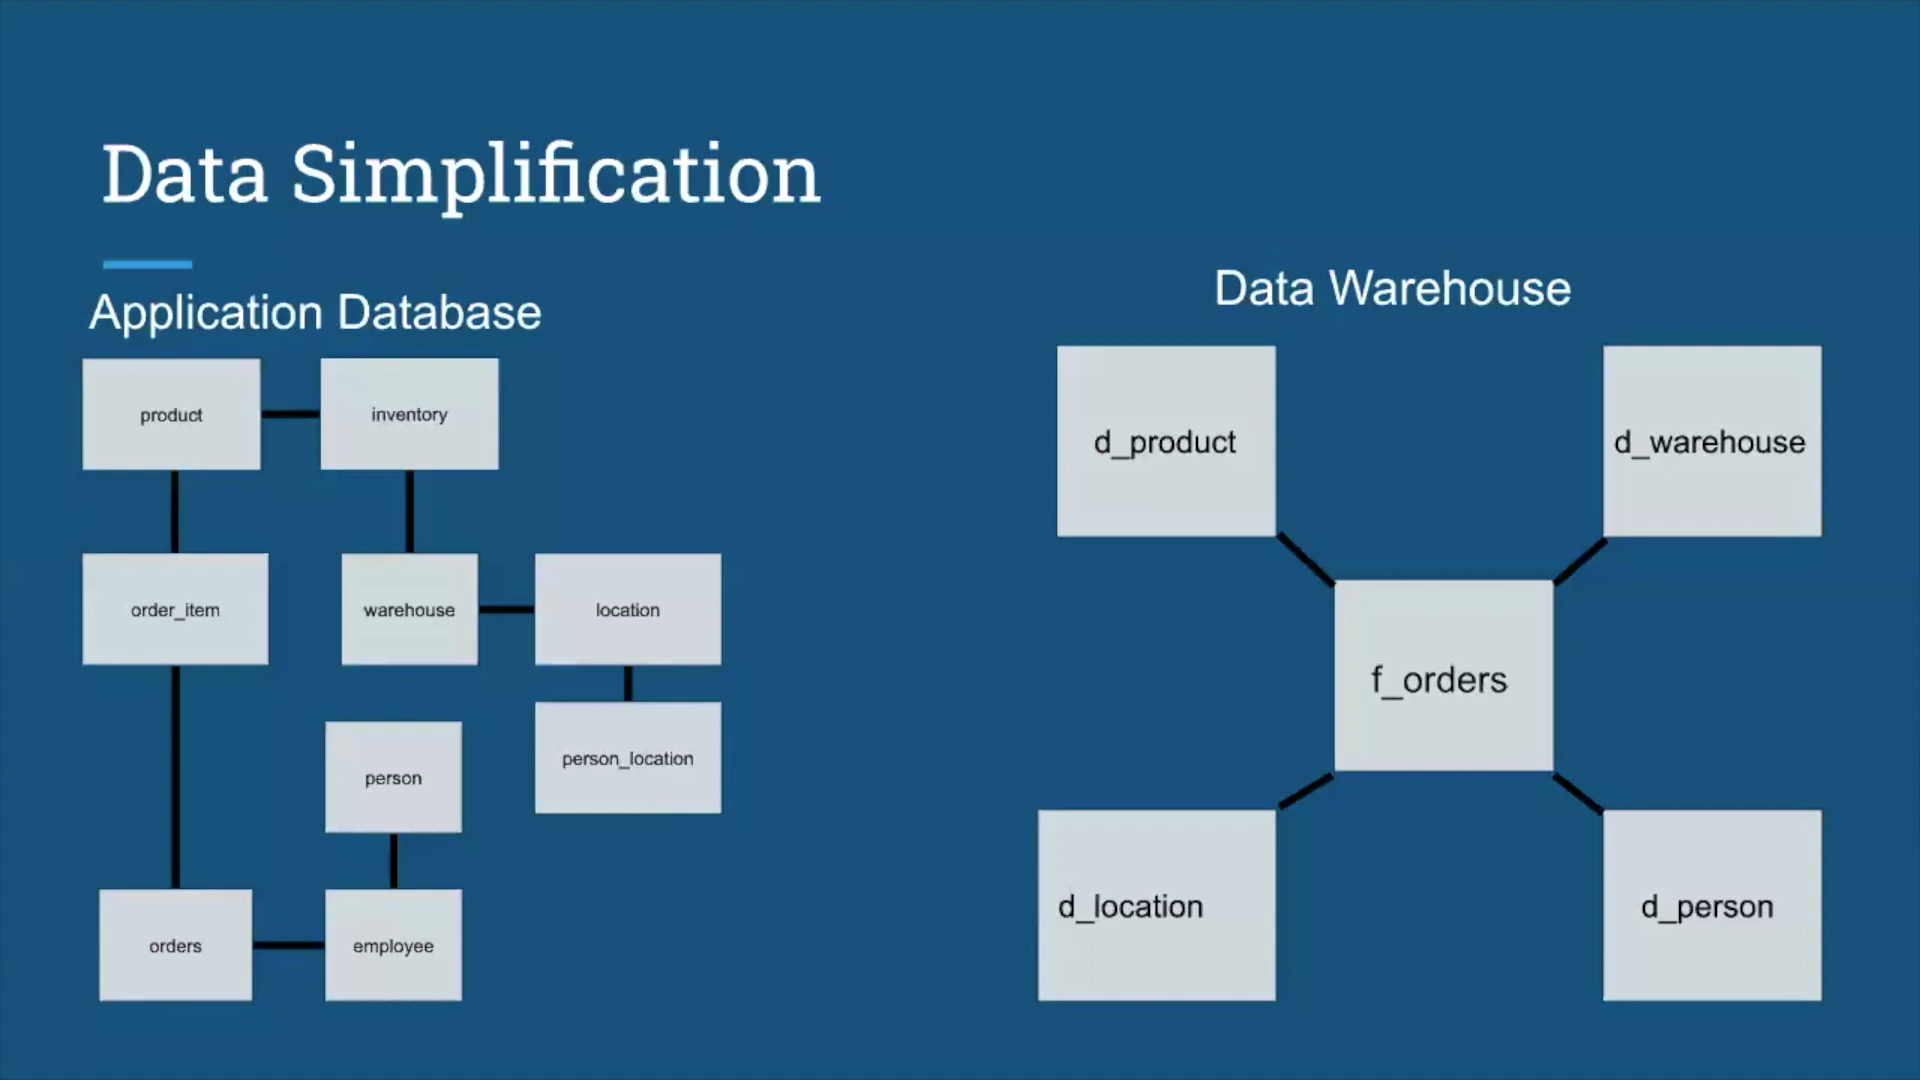 Data Simplification
Application Database
product
inventory
order_item
warehouse
location
person_location
person
orders
employee
Data Warehouse
d_product
d_warehouse
f_orders
d_location
d_person